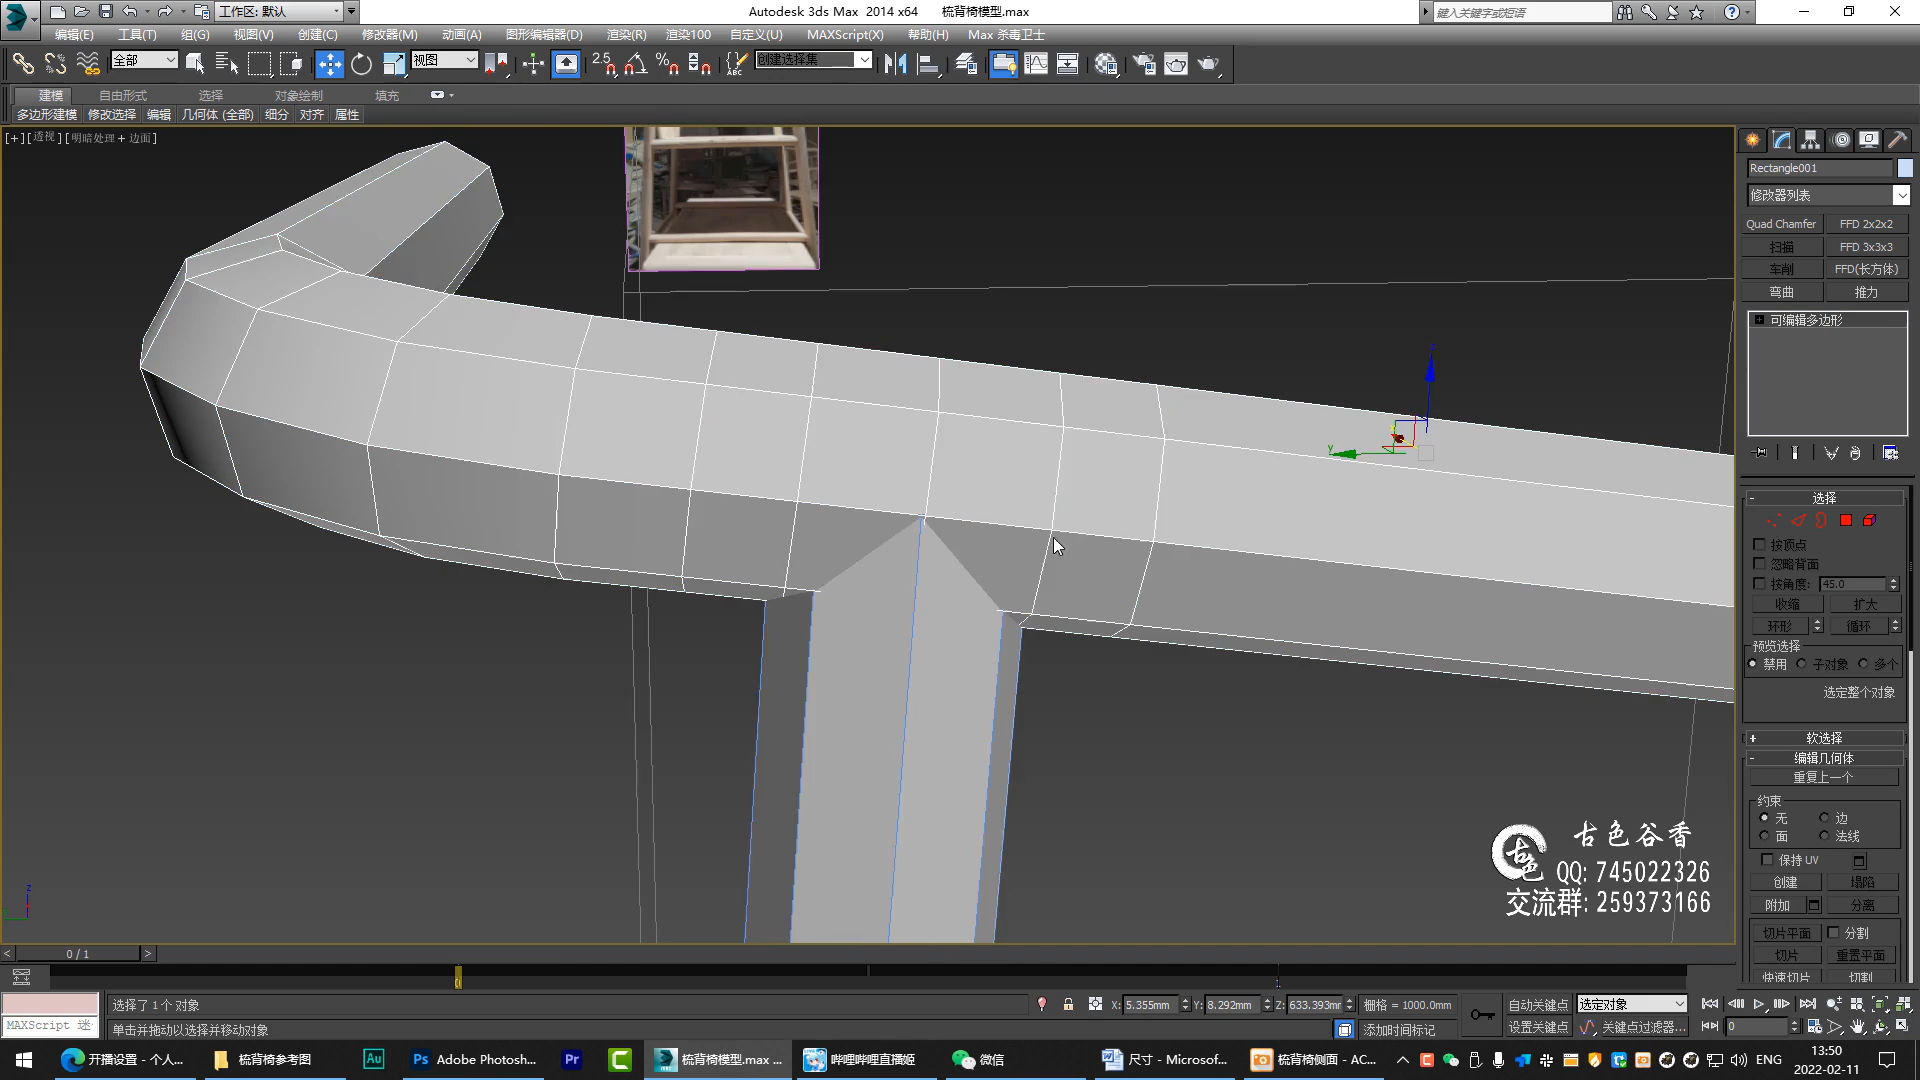 工作区: 默认
Autodesk 3ds Max  2014 x64    梳背椅模型.max
键入关键字或短语
编辑(E) 工具(T) 组(G) 视图(V) 创建(C) 修改器(M) 动画(A) 图形编辑器(D) 渲染(R) 渲染100 自定义(U) MAXScript(X) 帮助(H) Max 杀毒卫士
全部 视图 2.5 创建选择集
建模 自由形式 选择 对象绘制 填充
多边形建模 修改选择 编辑 几何体 (全部) 细分 对齐 属性
[+][透视][明暗处理 + 边面]
Rectangle001
修改器列表
Quad Chamfer FFD 2x2x2
扫描 FFD 3x3x3
车削 FFD(长方体)
弯曲 推力
可编辑多边形
选择
按顶点
忽略背面
按角度: 45.0
收缩 扩大
环形 循环
预览选择
禁用 子对象 多个
选定整个对象
软选择
编辑几何体
重复上一个
约束
无 边
面 法线
保持 UV
创建 塌陷
附加 分离
切片平面 分割
切片 重置平面
快速切片 切割
古色谷香
QQ: 745022326
交流群: 259373166
0 / 1
选择了 1 个 对象
X: 5.355mm Y: 8.292mm Z: 633.393mm 栅格 = 1000.0mm
自动关键点 选定对象
MAXScript 迷
单击并拖动以选择并移动对象
添加时间标记
设置关键点 关键点过滤器... 0
开播设置 - 个人... 梳背椅参考图 Au Ps Adobe Photosh... Pr 梳背椅模型.max ... 哔哩哔哩直播姬 微信 尺寸 - Microsof... 梳背椅侧面 - AC... ENG
13:50
2022-02-11